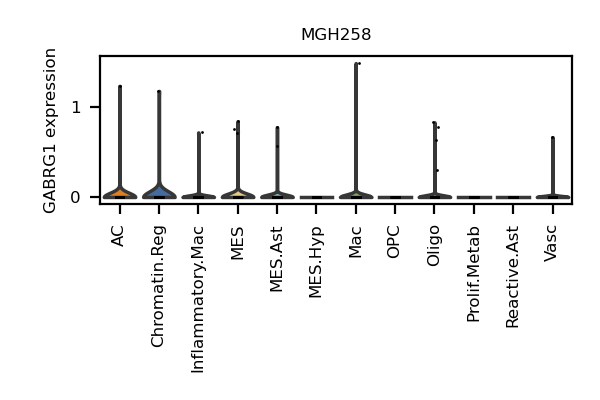 MGH258
GABRG1 expression
1
0
AC
Chromatin.Reg
Inflammatory.Mac
MES
MES.Ast
MES.Hyp
Mac
OPC
Oligo
Prolif.Metab
Reactive.Ast
Vasc